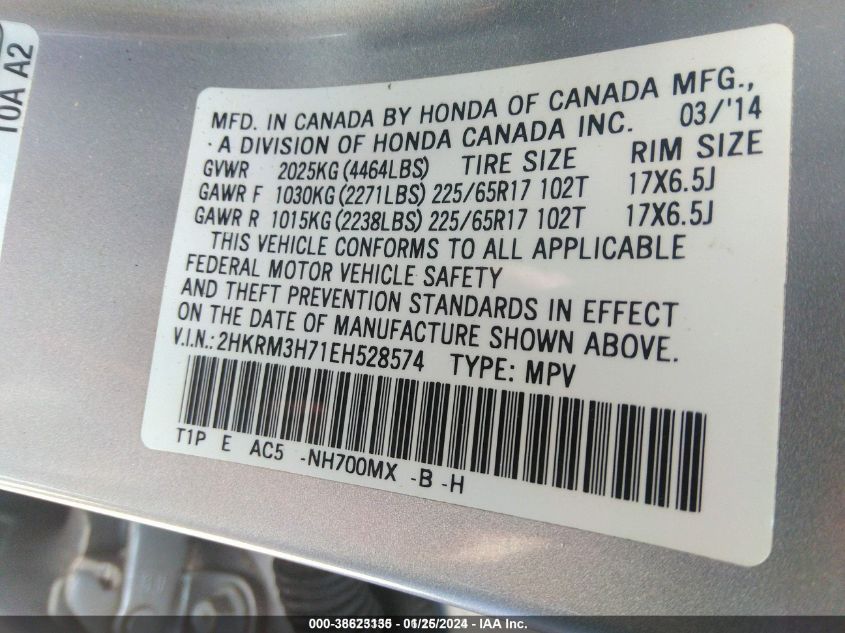 10A A2
MFD. IN CANADA BY HONDA OF CANADA MFG.,
· A DIVISION OF HONDA CANADA INC. 03/'14
GVWR 2025KG (4464LBS) TIRE SIZE RIM SIZE
GAWR F 1030KG (2271LBS) 225/65R17 102T 17X6.5J
GAWR R 1015KG (2238LBS) 225/65R17 102T 17X6.5J
THIS VEHICLE CONFORMS TO ALL APPLICABLE
FEDERAL MOTOR VEHICLE SAFETY
AND THEFT PREVENTION STANDARDS IN EFFECT
ON THE DATE OF MANUFACTURE SHOWN ABOVE.
V.I.N.: 2HKRM3H71EH528574 TYPE: MPV
T1P E AC5 -NH700MX -B -H
000-38623135 - 01/25/2024 - IAA Inc.